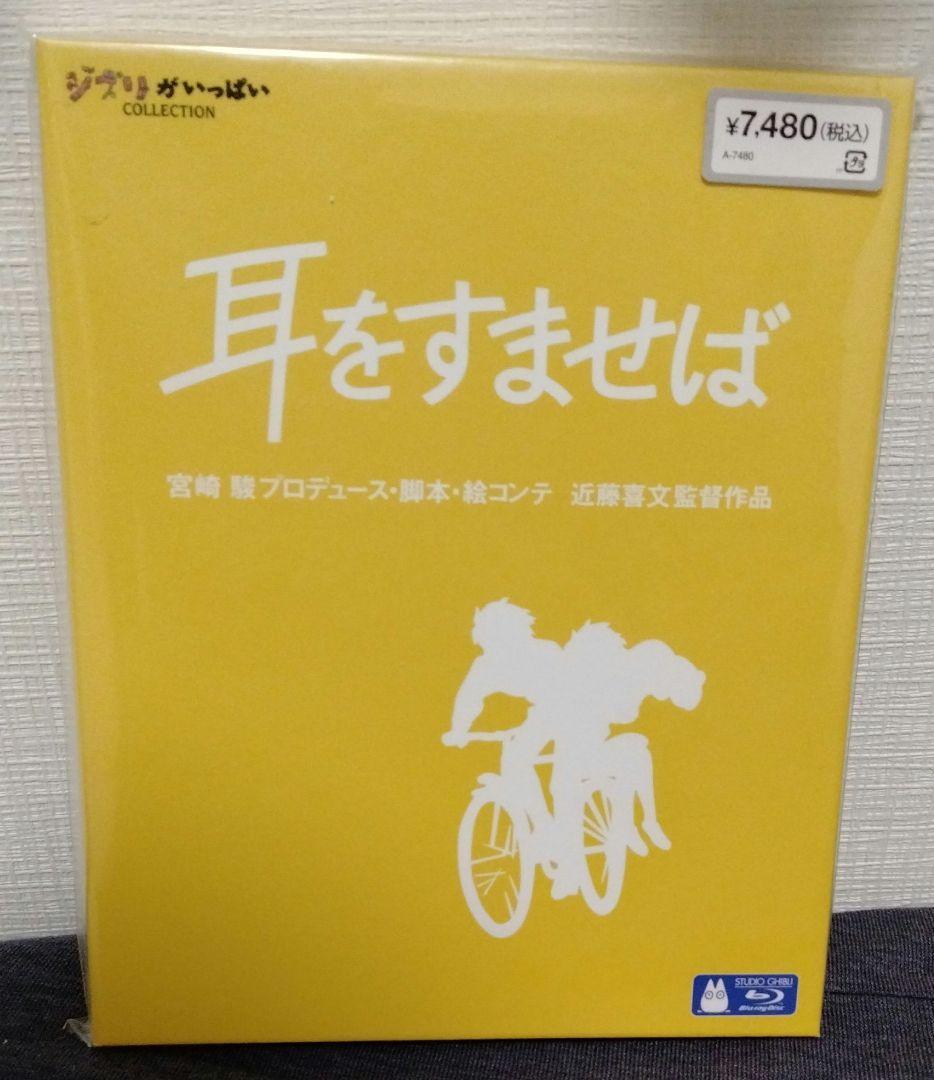 ジブリがいっぱい
COLLECTION
¥7,480(税込)
A-7480
耳をすませば
宮崎 駿プロデュース・脚本・絵コンテ 近藤喜文監督作品
STUDIO GHIBLI
Blu-ray Disc